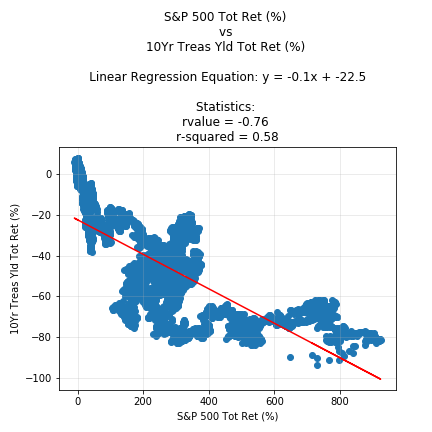 S&P 500 Tot Ret (%)
vs
10Yr Treas Yld Tot Ret (%)
Linear Regression Equation: y = -0.1x + -22.5
Statistics:
rvalue = -0.76
r-squared = 0.58
0
−20
−40
−60
−80
−100
10Yr Treas Yld Tot Ret (%)
0 200 400 600 800
S&P 500 Tot Ret (%)